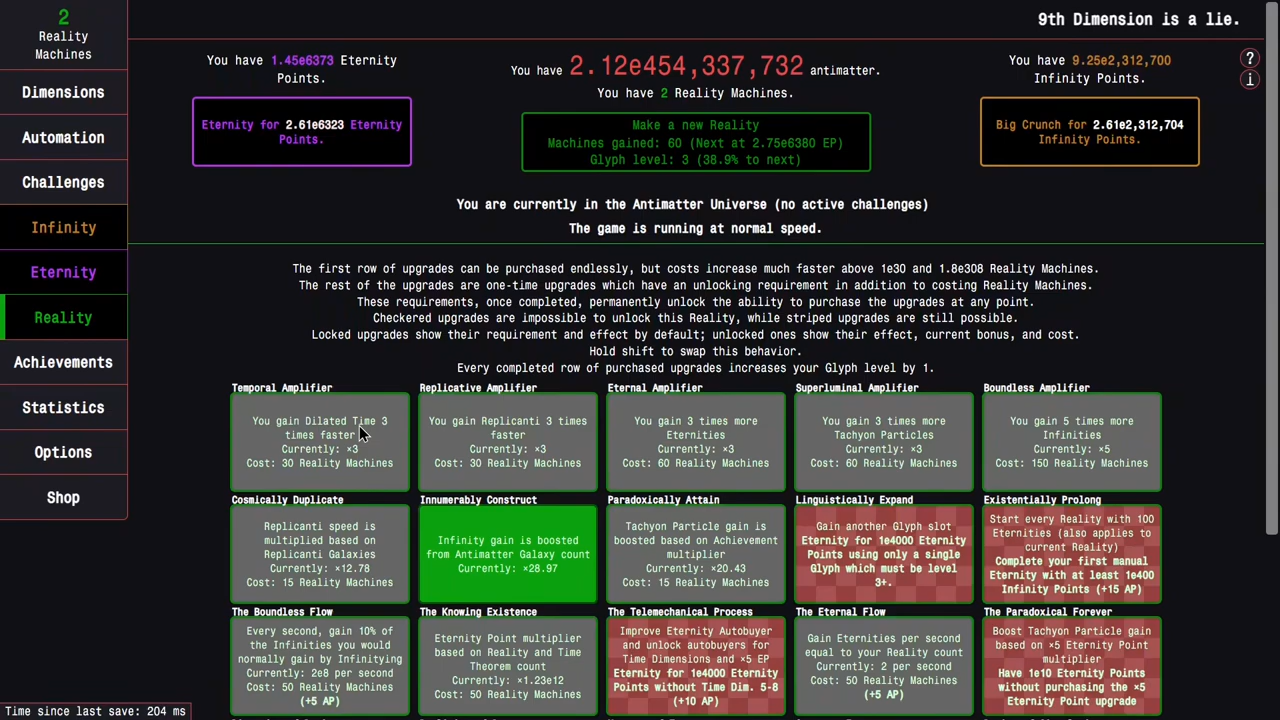 2
Reality
Machines
Dimensions
Automation
Challenges
Infinity
Eternity
Reality
Achievements
Statistics
Options
Shop
Time since last save: 204 ms
9th Dimension is a lie.
You have 1.45e6373 Eternity
Points.
Eternity for 2.61e6323 Eternity
Points.
You have 2.12e454,337,732 antimatter.
You have 2 Reality Machines.
Make a new Reality
Machines gained: 60 (Next at 2.75e6380 EP)
Glyph level: 3 (38.9% to next)
You have 9.25e2,312,700
Infinity Points.
Big Crunch for 2.61e2,312,704
Infinity Points.
?
i
You are currently in the Antimatter Universe (no active challenges)
The game is running at normal speed.
The first row of upgrades can be purchased endlessly, but costs increase much faster above 1e30 and 1.8e308 Reality Machines.
The rest of the upgrades are one-time upgrades which have an unlocking requirement in addition to costing Reality Machines.
These requirements, once completed, permanently unlock the ability to purchase the upgrades at any point.
Checkered upgrades are impossible to unlock this Reality, while striped upgrades are still possible.
Locked upgrades show their requirement and effect by default; unlocked ones show their effect, current bonus, and cost.
Hold shift to swap this behavior.
Every completed row of purchased upgrades increases your Glyph level by 1.
Temporal Amplifier
You gain Dilated Time 3
times faster
Currently: ×3
Cost: 30 Reality Machines
Replicative Amplifier
You gain Replicanti 3 times
faster
Currently: ×3
Cost: 30 Reality Machines
Eternal Amplifier
You gain 3 times more
Eternities
Currently: ×3
Cost: 60 Reality Machines
Superluminal Amplifier
You gain 3 times more
Tachyon Particles
Currently: ×3
Cost: 60 Reality Machines
Boundless Amplifier
You gain 5 times more
Infinities
Currently: ×5
Cost: 150 Reality Machines
Cosmically Duplicate
Replicanti speed is
multiplied based on
Replicanti Galaxies
Currently: ×12.78
Cost: 15 Reality Machines
Innumerably Construct
Infinity gain is boosted
from Antimatter Galaxy count
Currently: ×28.97
Paradoxically Attain
Tachyon Particle gain is
boosted based on Achievement
multiplier
Currently: ×20.43
Cost: 15 Reality Machines
Linguistically Expand
Gain another Glyph slot
Eternity for 1e4000 Eternity
Points using only a single
Glyph which must be level
3+.
Existentially Prolong
Start every Reality with 100
Eternities (also applies to
current Reality)
Complete your first manual
Eternity with at least 1e400
Infinity Points (+15 AP)
The Boundless Flow
Every second, gain 10% of
the Infinities you would
normally gain by Infinitying
Currently: 2e8 per second
Cost: 50 Reality Machines
(+5 AP)
The Knowing Existence
Eternity Point multiplier
based on Reality and Time
Theorem count
Currently: ×1.23e12
Cost: 50 Reality Machines
The Telemechanical Process
Improve Eternity Autobuyer
and unlock autobuyers for
Time Dimensions and ×5 EP
Eternity for 1e4000 Eternity
Points without Time Dim. 5-8
(+10 AP)
The Eternal Flow
Gain Eternities per second
equal to your Reality count
Currently: 2 per second
Cost: 50 Reality Machines
(+5 AP)
The Paradoxical Forever
Boost Tachyon Particle gain
based on ×5 Eternity Point
multiplier
Have 1e10 Eternity Points
without purchasing the ×5
Eternity Point upgrade